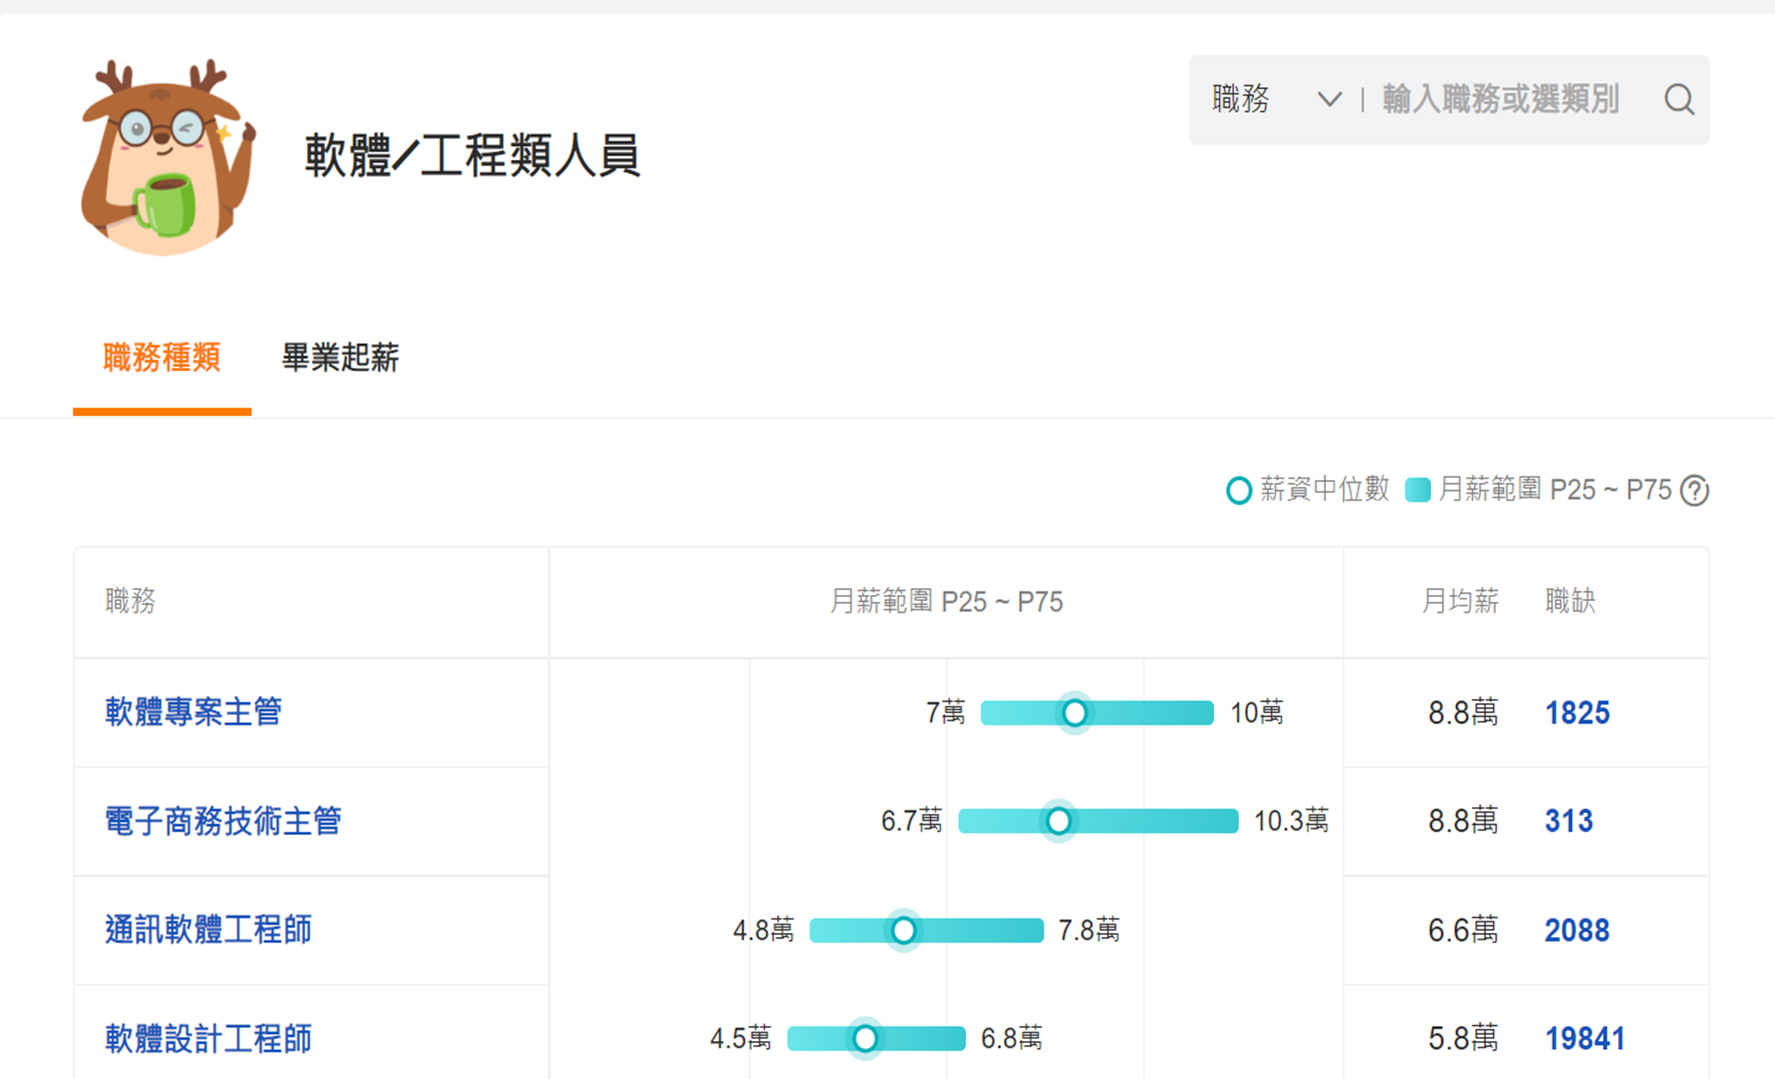 職務 | 輸入職務或選類別
軟體/工程類人員
職務種類 畢業起薪
薪資中位數 月薪範圍 P25 ~ P75 ?
職務 月薪範圍 P25 ~ P75 月均薪 職缺
軟體專案主管 7萬 10萬 8.8萬 1825
電子商務技術主管 6.7萬 10.3萬 8.8萬 313
通訊軟體工程師 4.8萬 7.8萬 6.6萬 2088
軟體設計工程師 4.5萬 6.8萬 5.8萬 19841